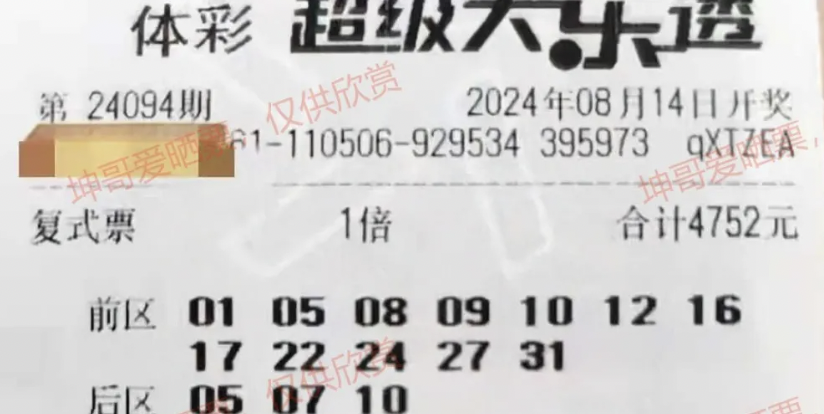 体彩 超级大乐透
第 24094期 2024年08月14日开奖
61-110506-929534 395973 qXTZEA
复式票 1倍 合计4752元
前区 01 05 08 09 10 12 16
17 22 24 27 31
后区 05 07 10
仅供欣赏
坤哥爱晒票
坤哥爱晒票,
仅供欣赏